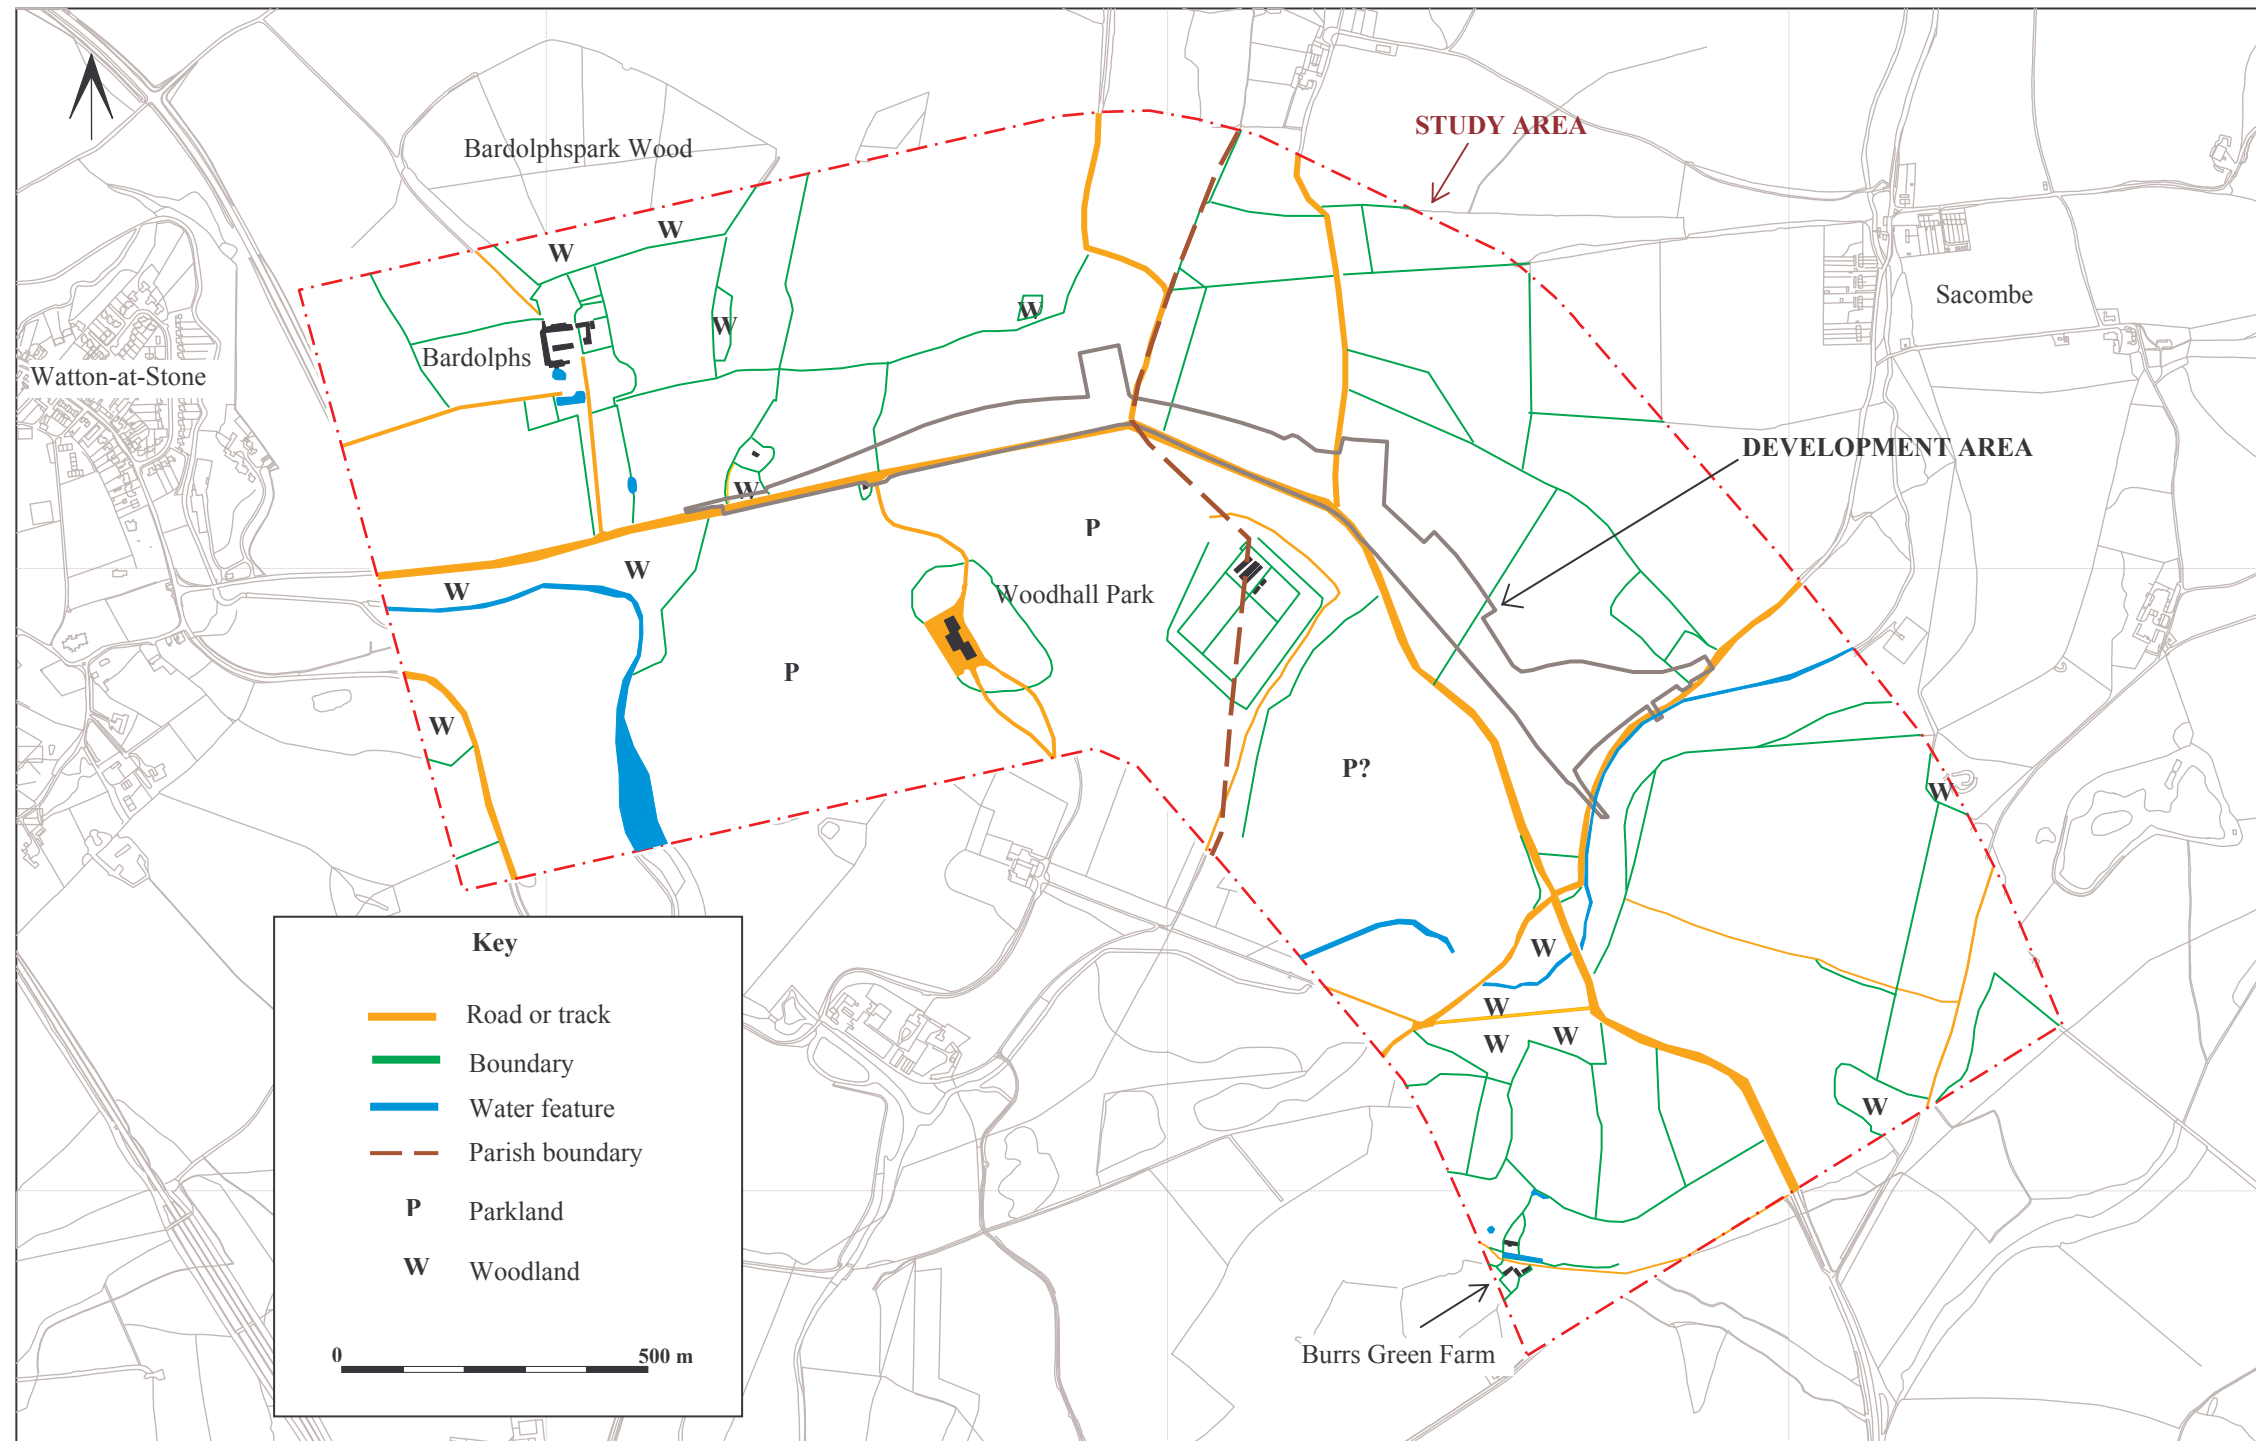 STUDY AREA
Bardolphspark Wood
W
W
Sacombe
W
W
Bardolphs
Watton-at-Stone
DEVELOPMENT AREA
W
P
W
W
Woodhall Park
P
W
P?
W
W
W
W
W
W
Burrs Green Farm
Key
Road or track
Boundary
Water feature
Parish boundary
P Parkland
W Woodland
0 500 m